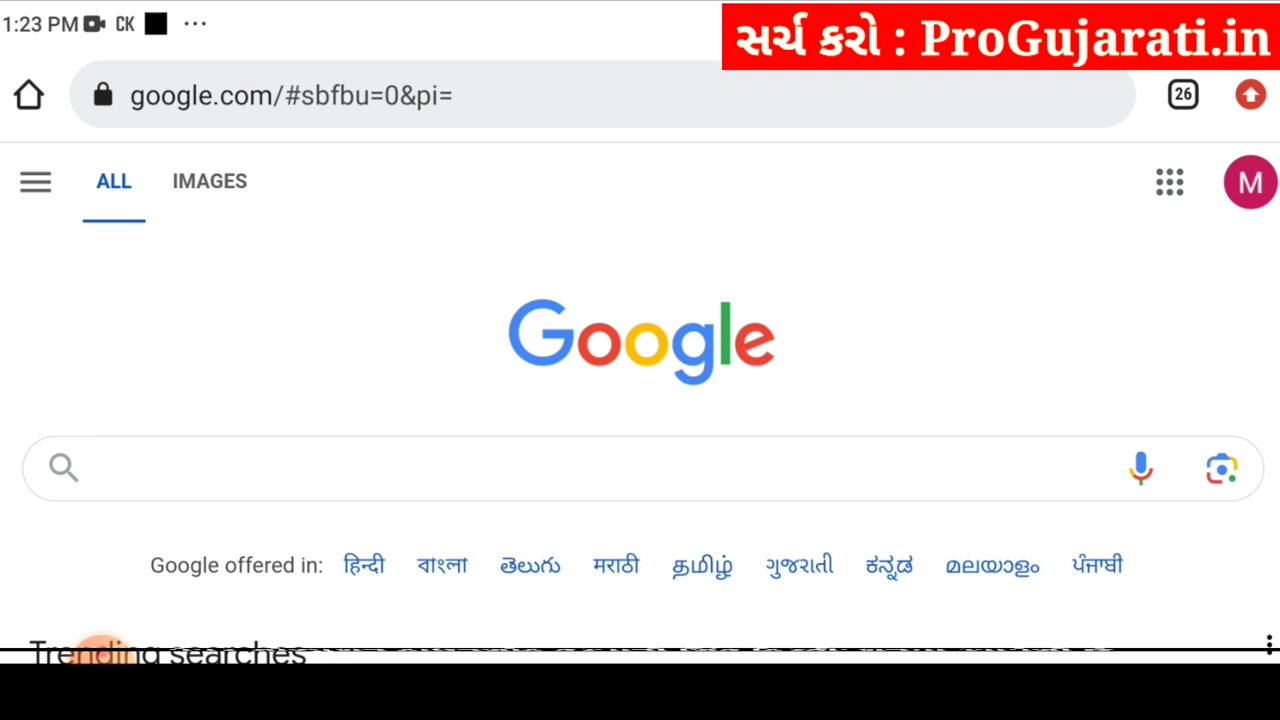 1:23 PM CK ...
સર્ચ કરો : ProGujarati.in
google.com/#sbfbu=0&pi=
26
ALL IMAGES
M
Google
Google offered in: हिन्दी বাংলা తెలుగు मराठी தமிழ் ગુજરાતી ಕನ್ನಡ മലയാളം ਪੰਜਾਬੀ
Trending searches